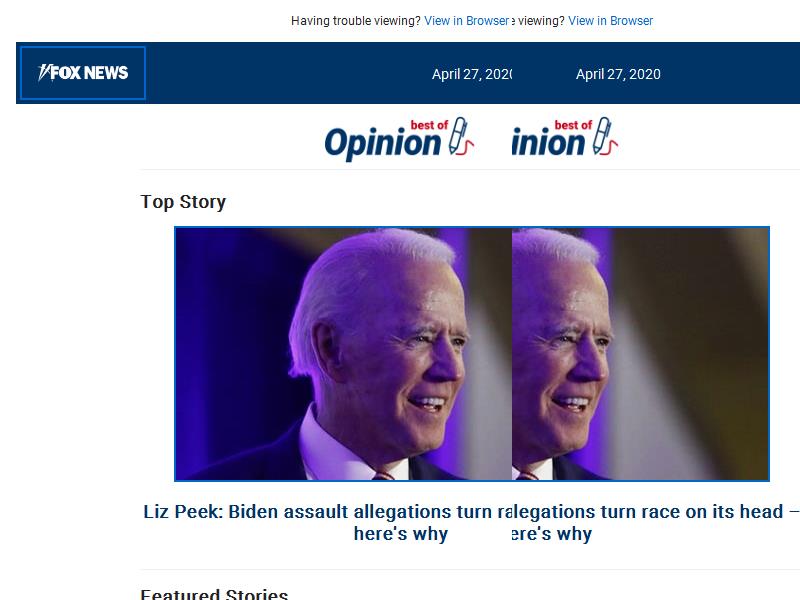 Having trouble viewing? View in Browser e viewing? View in Browser
FOX NEWS
April 27, 2020 April 27, 2020
best of best of
Opinion inion
Top Story
Liz Peek: Biden assault allegations turn r legations turn race on its head –
here's why ere's why
Featured Stories